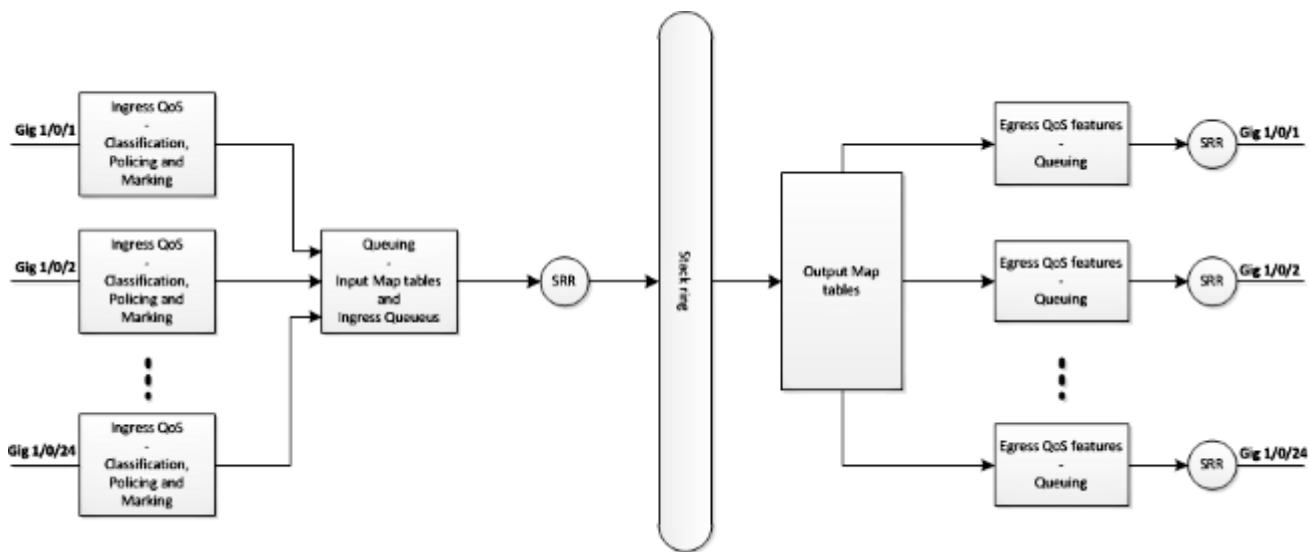 Gig 1/0/1
Ingress QoS
-
Classification,
Policing and
Marking
Gig 1/0/2
Ingress QoS
-
Classification,
Policing and
Marking
Gig 1/0/24
Ingress QoS
-
Classification,
Policing and
Marking
Queuing
-
Input Map tables
and
Ingress Queueus
SRR
Stack ring
Output Map
tables
Egress QoS features
-
Queuing
SRR
Gig 1/0/1
Egress QoS features
-
Queuing
SRR
Gig 1/0/2
Egress QoS features
-
Queuing
SRR
Gig 1/0/24